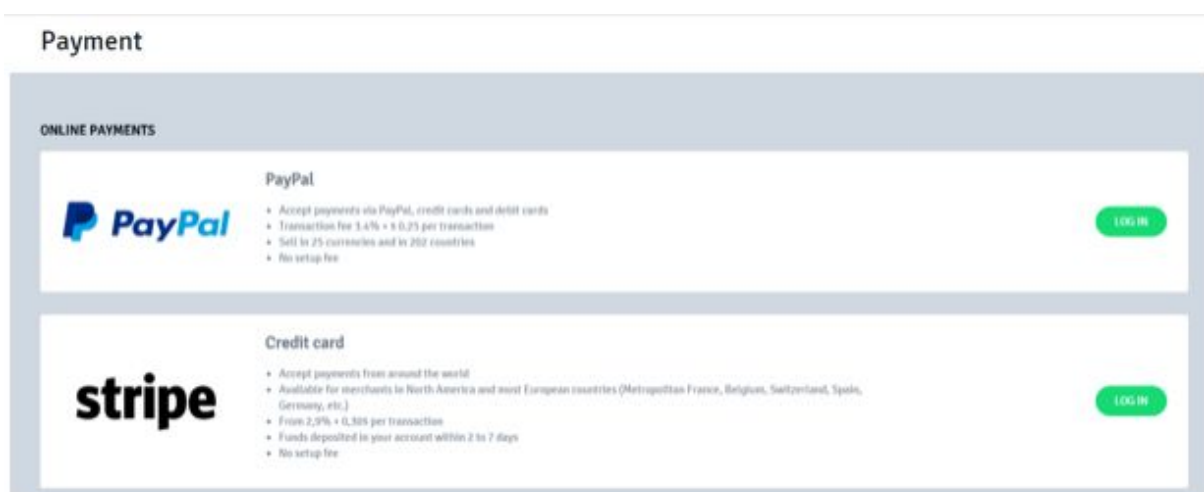 Payment
ONLINE PAYMENTS
PayPal
PayPal
• Accept payments via PayPal, credit cards and debit cards
• Transaction fee 3.4% + $ 0.25 per transaction
• Sell in 25 currencies and in 202 countries
• No setup fee
LOG IN
stripe
Credit card
• Accept payments from around the world
• Available for merchants in North America and most European countries (Metropolitan France, Belgium, Switzerland, Spain,
Germany, etc.)
• From 2,9% + per transaction
• Funds deposited in your account within 2 to 7 days
• No setup fee
LOG IN